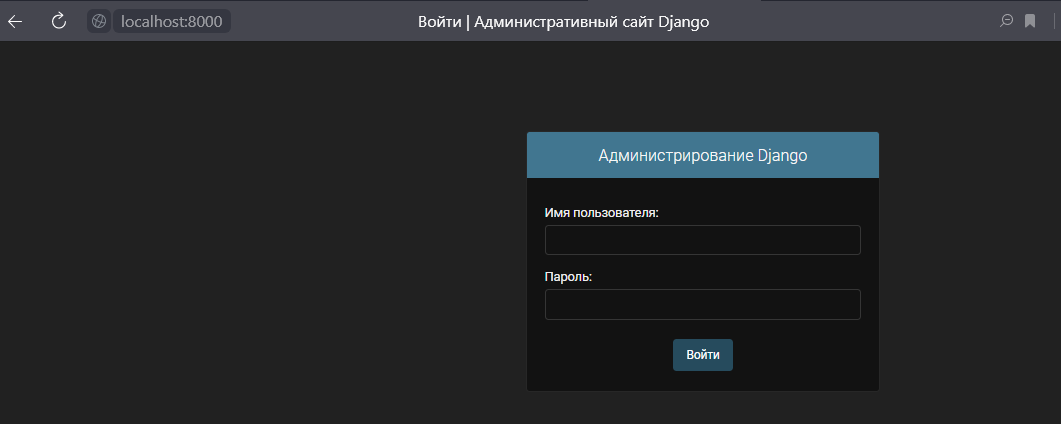 localhost:8000
Войти | Административный сайт Django
Администрирование Django
Имя пользователя:
Пароль:
Войти